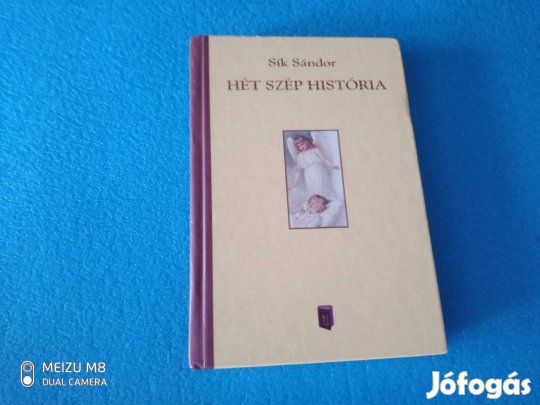 Sík Sándor
HÉT SZÉP HISTÓRIA
MEIZU M8
DUAL CAMERA
Jófogás